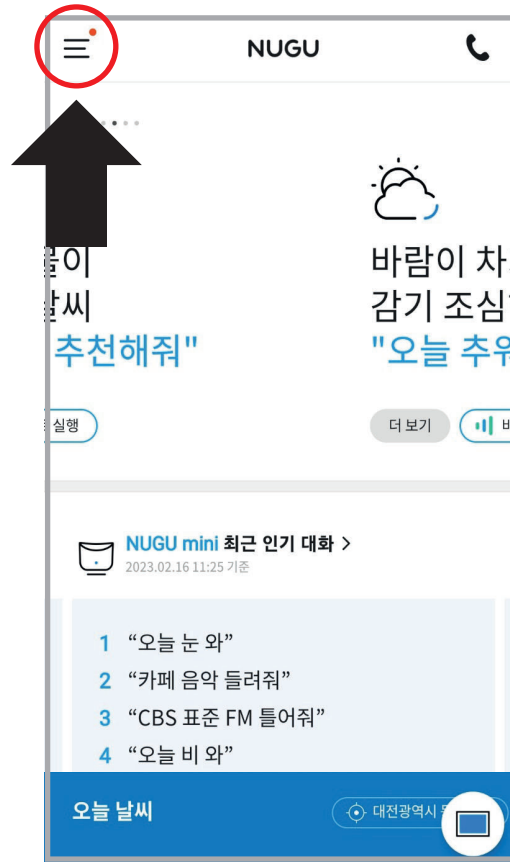 NUGU
날씨
추천해줘"
실행
바람이 차
감기 조심
"오늘 추워
더 보기
NUGU mini 최근 인기 대화 >
2023.02.16 11:25 기준
1 “오늘 눈 와”
2 “카페 음악 들려줘”
3 “CBS 표준 FM 틀어줘”
4 “오늘 비 와”
오늘 날씨
대전광역시